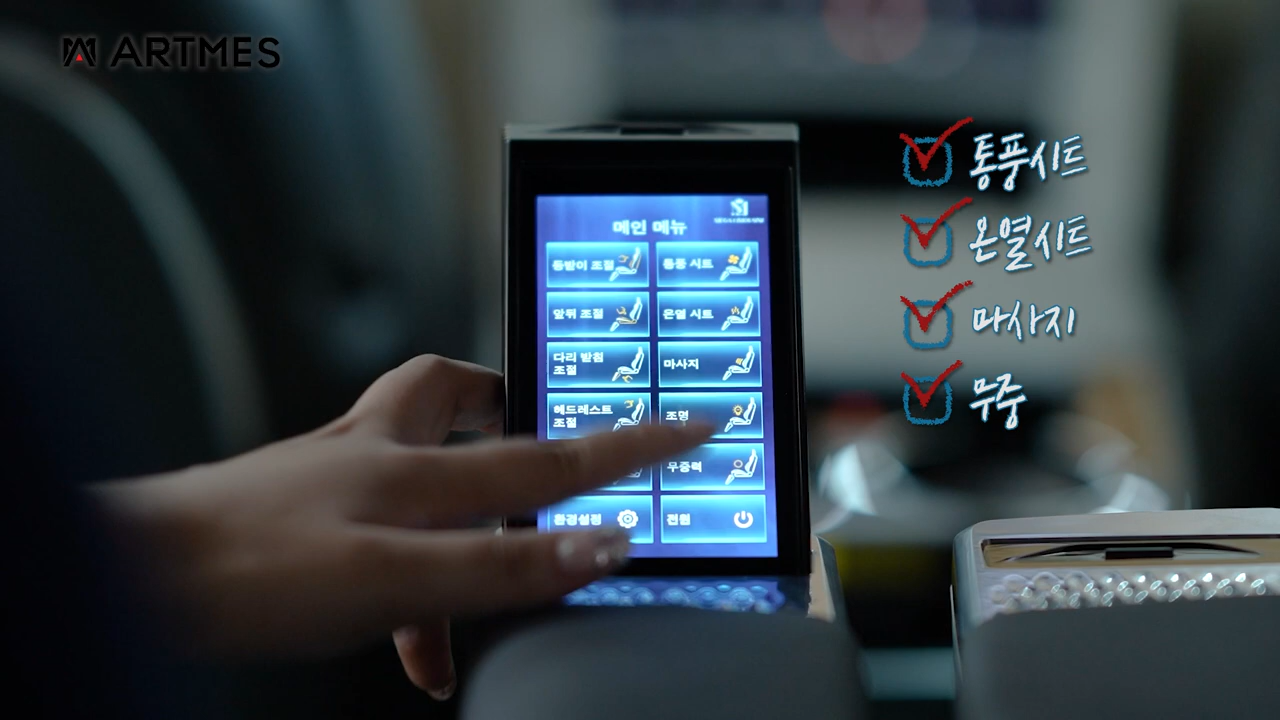 ARTMES
통풍시트
온열시트
마사지
무중
메인 메뉴
등받이 조절
통풍 시트
앞뒤 조절
온열 시트
다리 받침
조절
마사지
헤드레스트
조절
조명
무중력
환경설정
전원